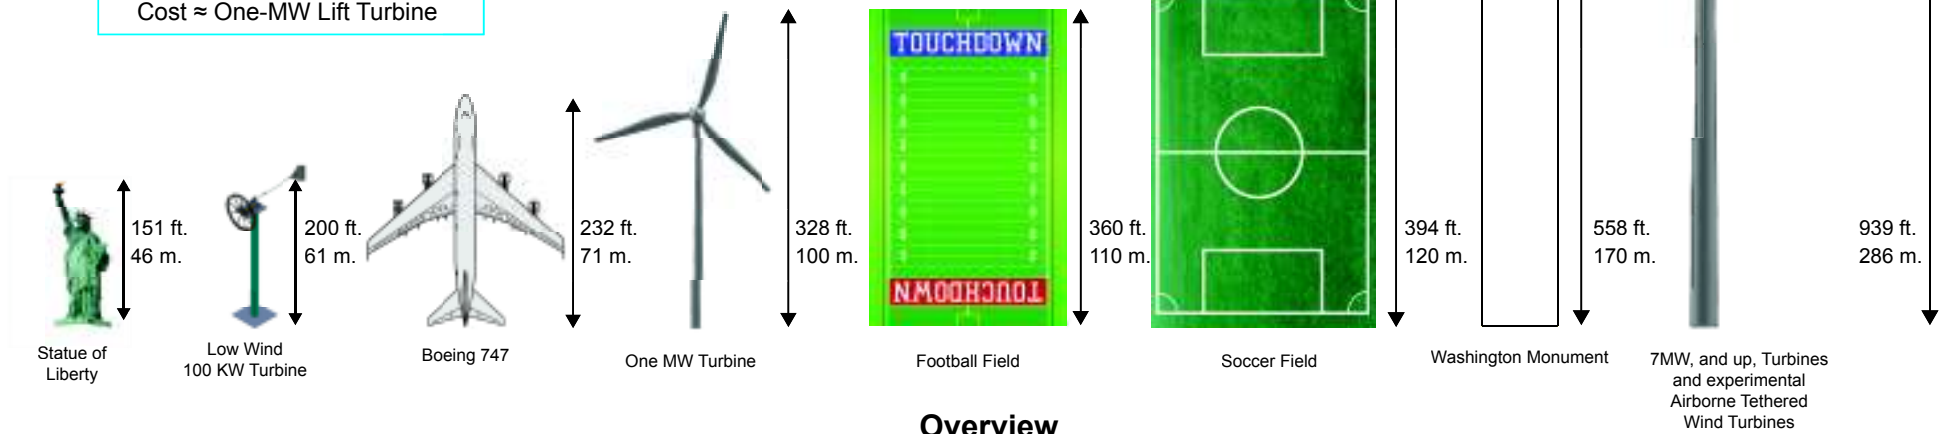 Cost ≈ One-MW Lift Turbine
TOUCHDOWN
151 ft.
46 m.
200 ft.
61 m.
232 ft.
71 m.
328 ft.
100 m.
360 ft.
110 m.
394 ft.
120 m.
558 ft.
170 m.
939 ft.
286 m.
TOUCHDOWN
Statue of
Liberty
Low Wind
100 KW Turbine
Boeing 747
One MW Turbine
Football Field
Soccer Field
Washington Monument
7MW, and up, Turbines
and experimental
Airborne Tethered
Wind Turbines
Overview